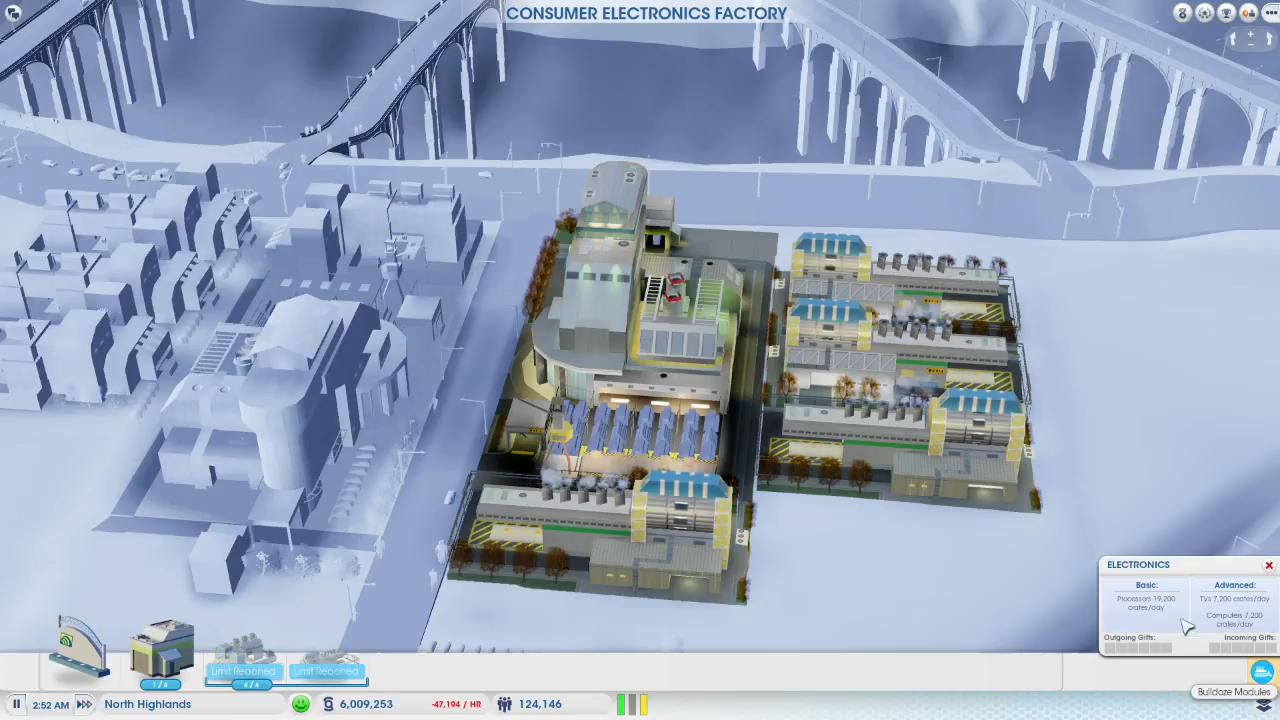 CONSUMER ELECTRONICS FACTORY
ELECTRONICS
Basic:
Advanced:
Processors 19,200
crates/day
TVs 7,200 crates/day
Computers 7,200
crates/day
Outgoing Gifts:
Incoming Gifts:
Limit Reached
Limit Reached
1 / 4
4 / 4
Bulldoze Modules
2:52 AM
North Highlands
6,009,253
-47,194 / HR
124,146